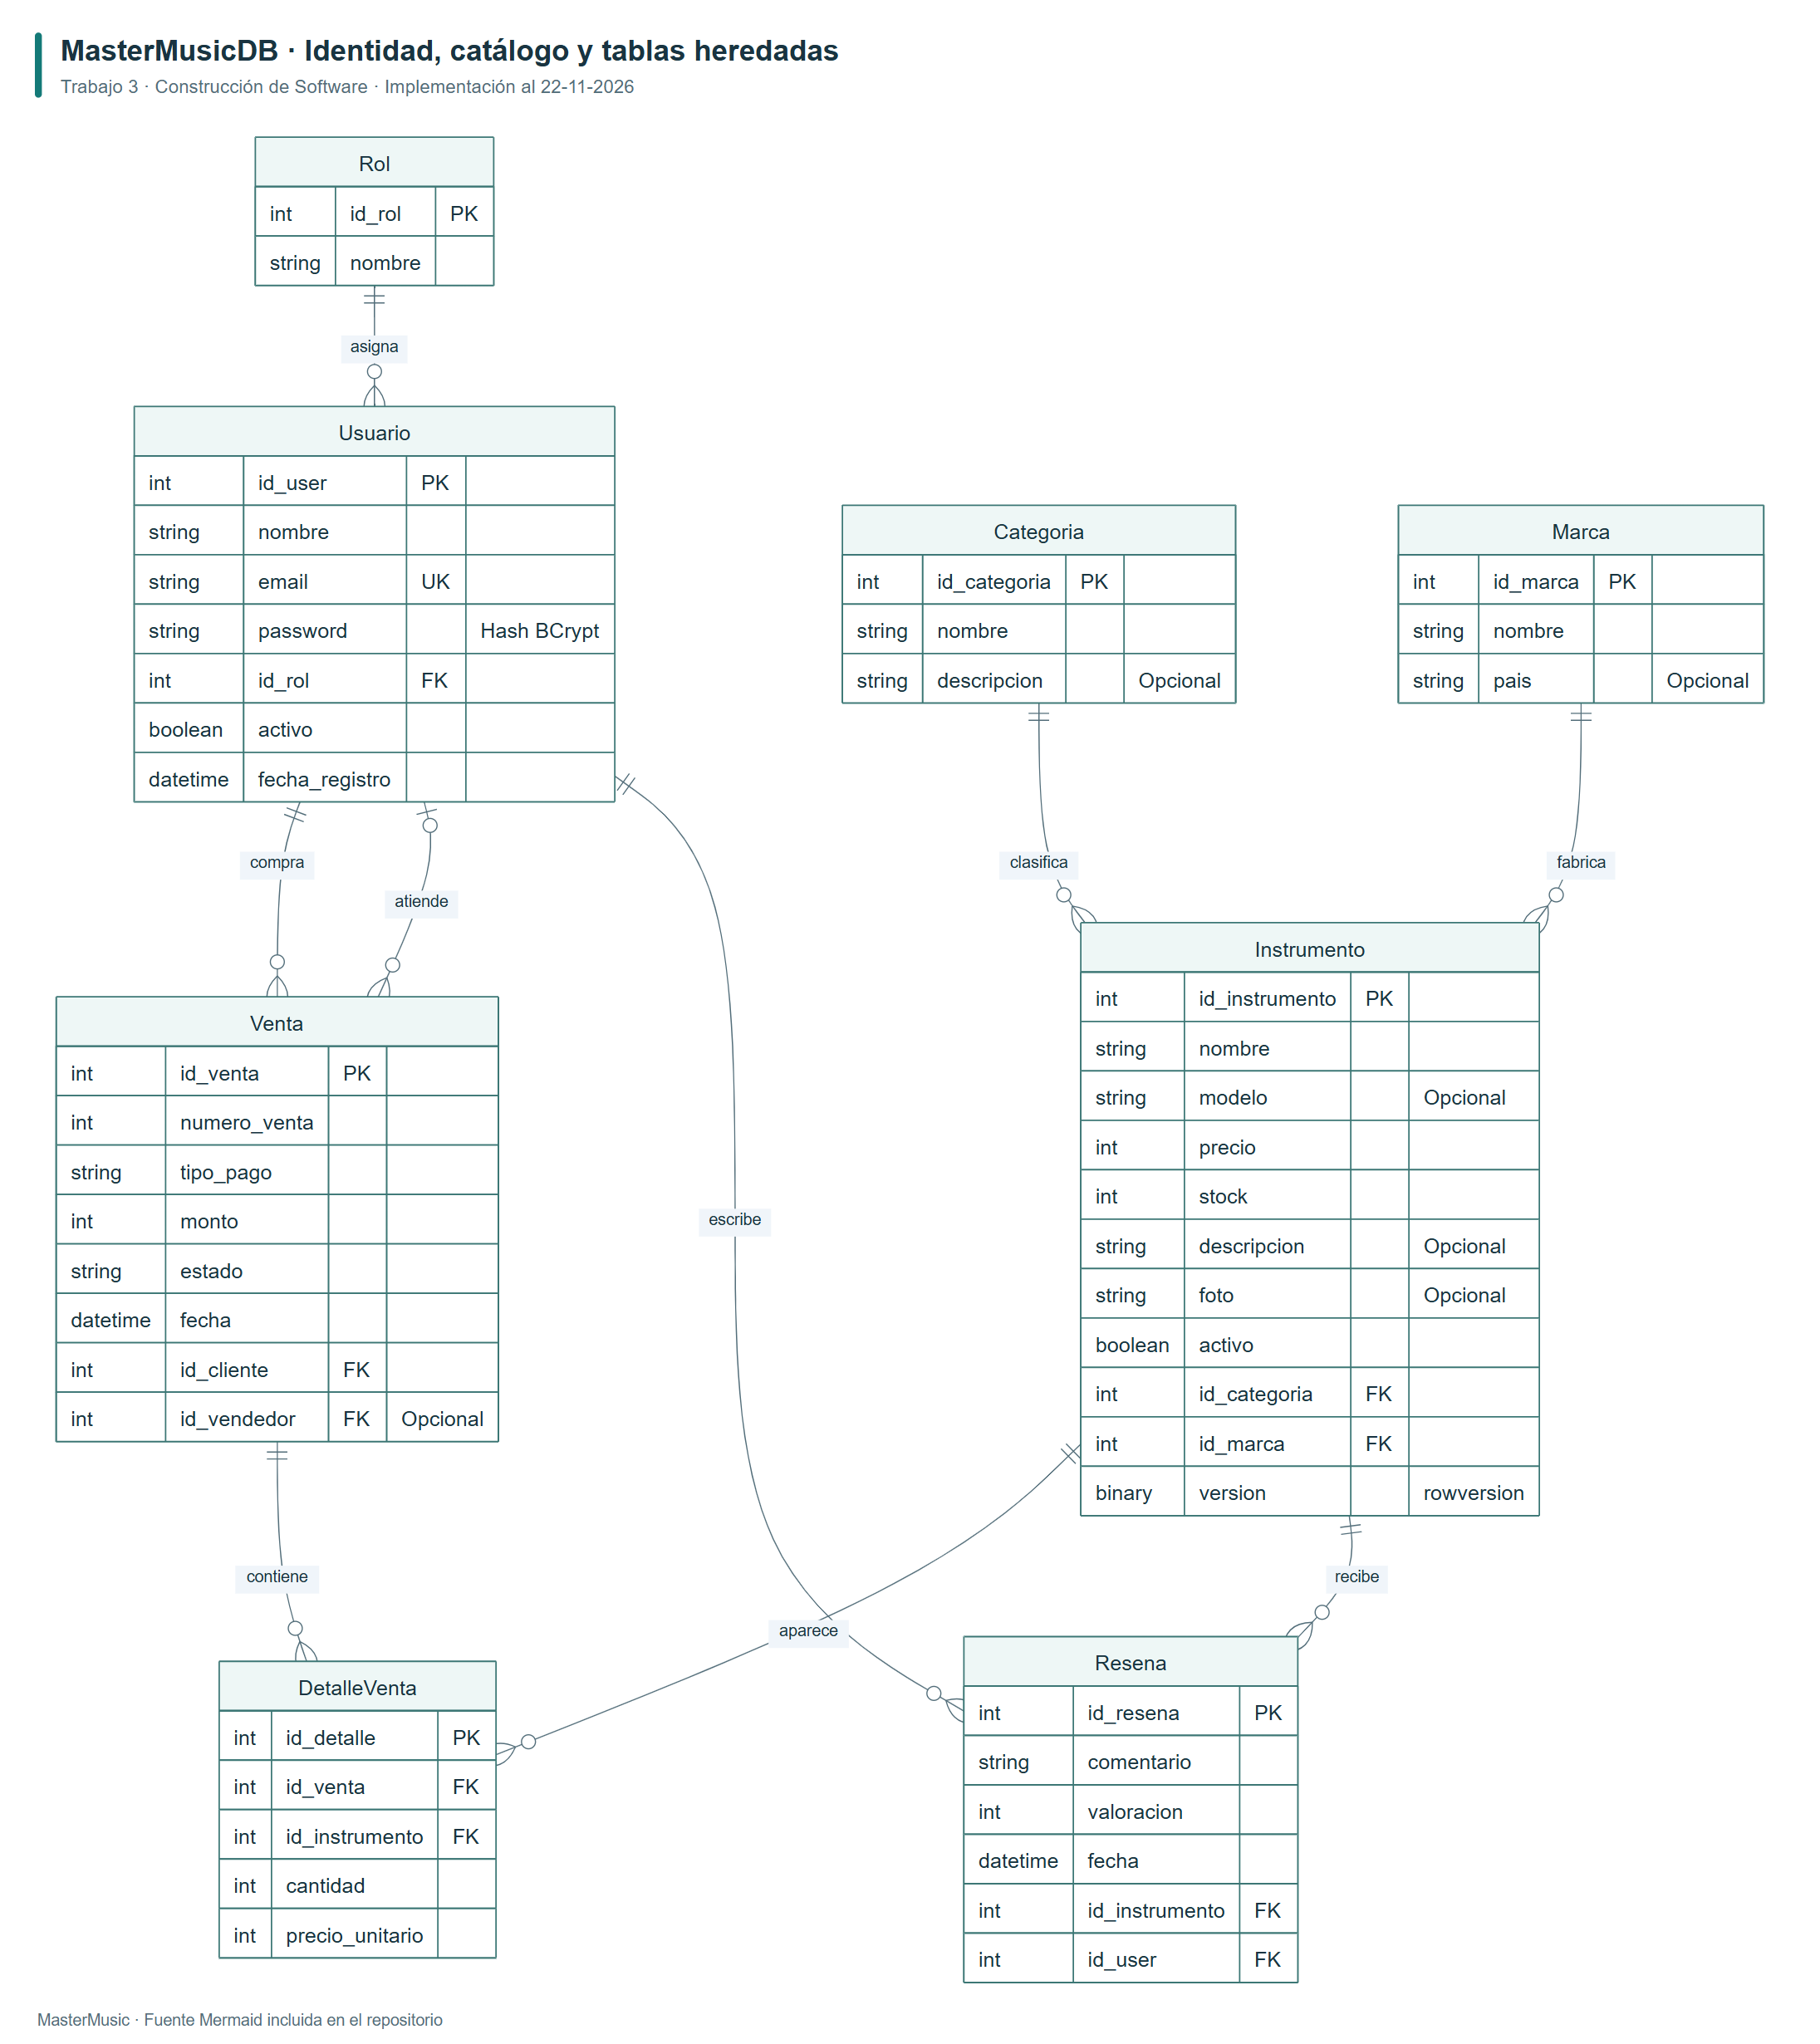 MasterMusicDB · Identidad, catálogo y tablas heredadas
Trabajo 3 · Construcción de Software · Implementación al 22-11-2026
Rol
int id_rol PK
string nombre
asigna
Usuario
int id_user PK
string nombre
string email UK
string password Hash BCrypt
int id_rol FK
boolean activo
datetime fecha_registro
Categoria
int id_categoria PK
string nombre
string descripcion Opcional
Marca
int id_marca PK
string nombre
string pais Opcional
compra
atiende
clasifica
fabrica
Venta
int id_venta PK
int numero_venta
string tipo_pago
int monto
string estado
datetime fecha
int id_cliente FK
int id_vendedor FK Opcional
escribe
Instrumento
int id_instrumento PK
string nombre
string modelo Opcional
int precio
int stock
string descripcion Opcional
string foto Opcional
boolean activo
int id_categoria FK
int id_marca FK
binary version rowversion
contiene
aparece
recibe
DetalleVenta
int id_detalle PK
int id_venta FK
int id_instrumento FK
int cantidad
int precio_unitario
Resena
int id_resena PK
string comentario
int valoracion
datetime fecha
int id_instrumento FK
int id_user FK
MasterMusic · Fuente Mermaid incluida en el repositorio